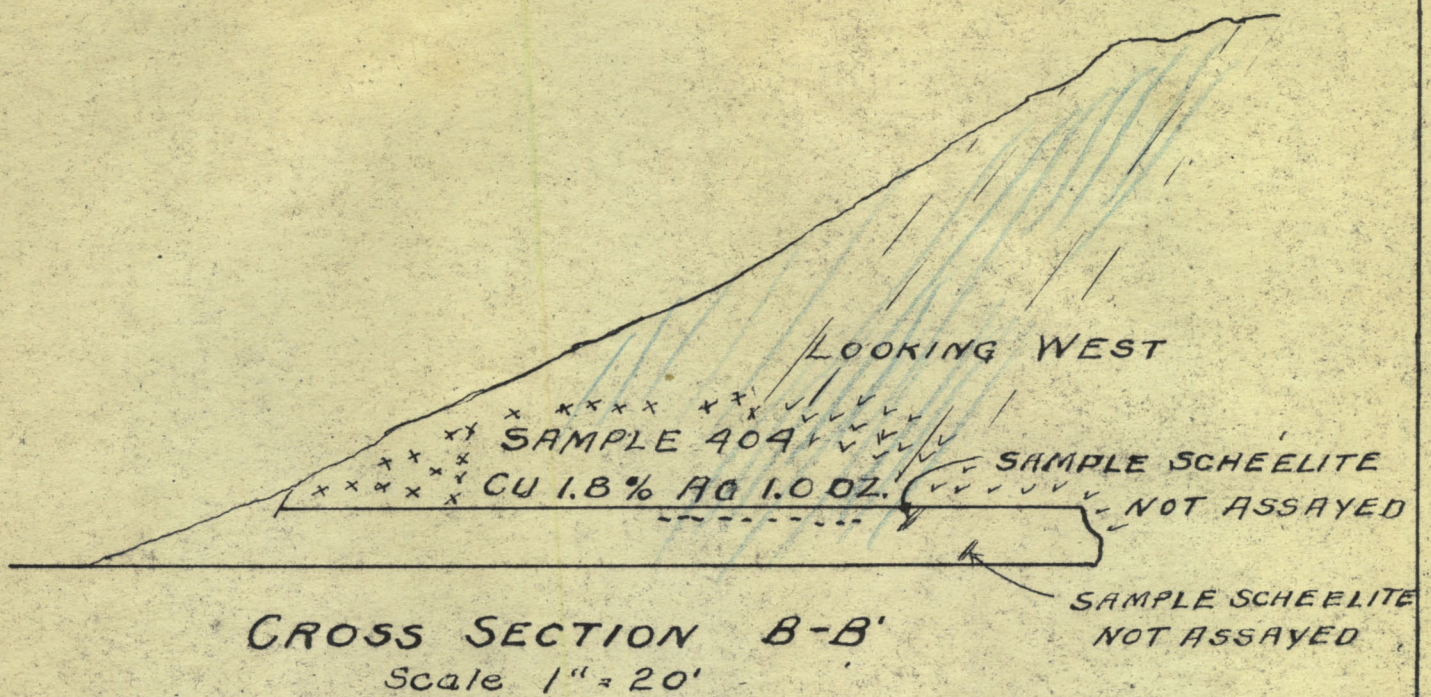 LOOKING WEST
SAMPLE 404
CU 1.8% AG 1.0 OZ.
SAMPLE SCHEELITE
NOT ASSAYED
SAMPLE SCHEELITE
NOT ASSAYED
CROSS SECTION B-B'
Scale 1" = 20'